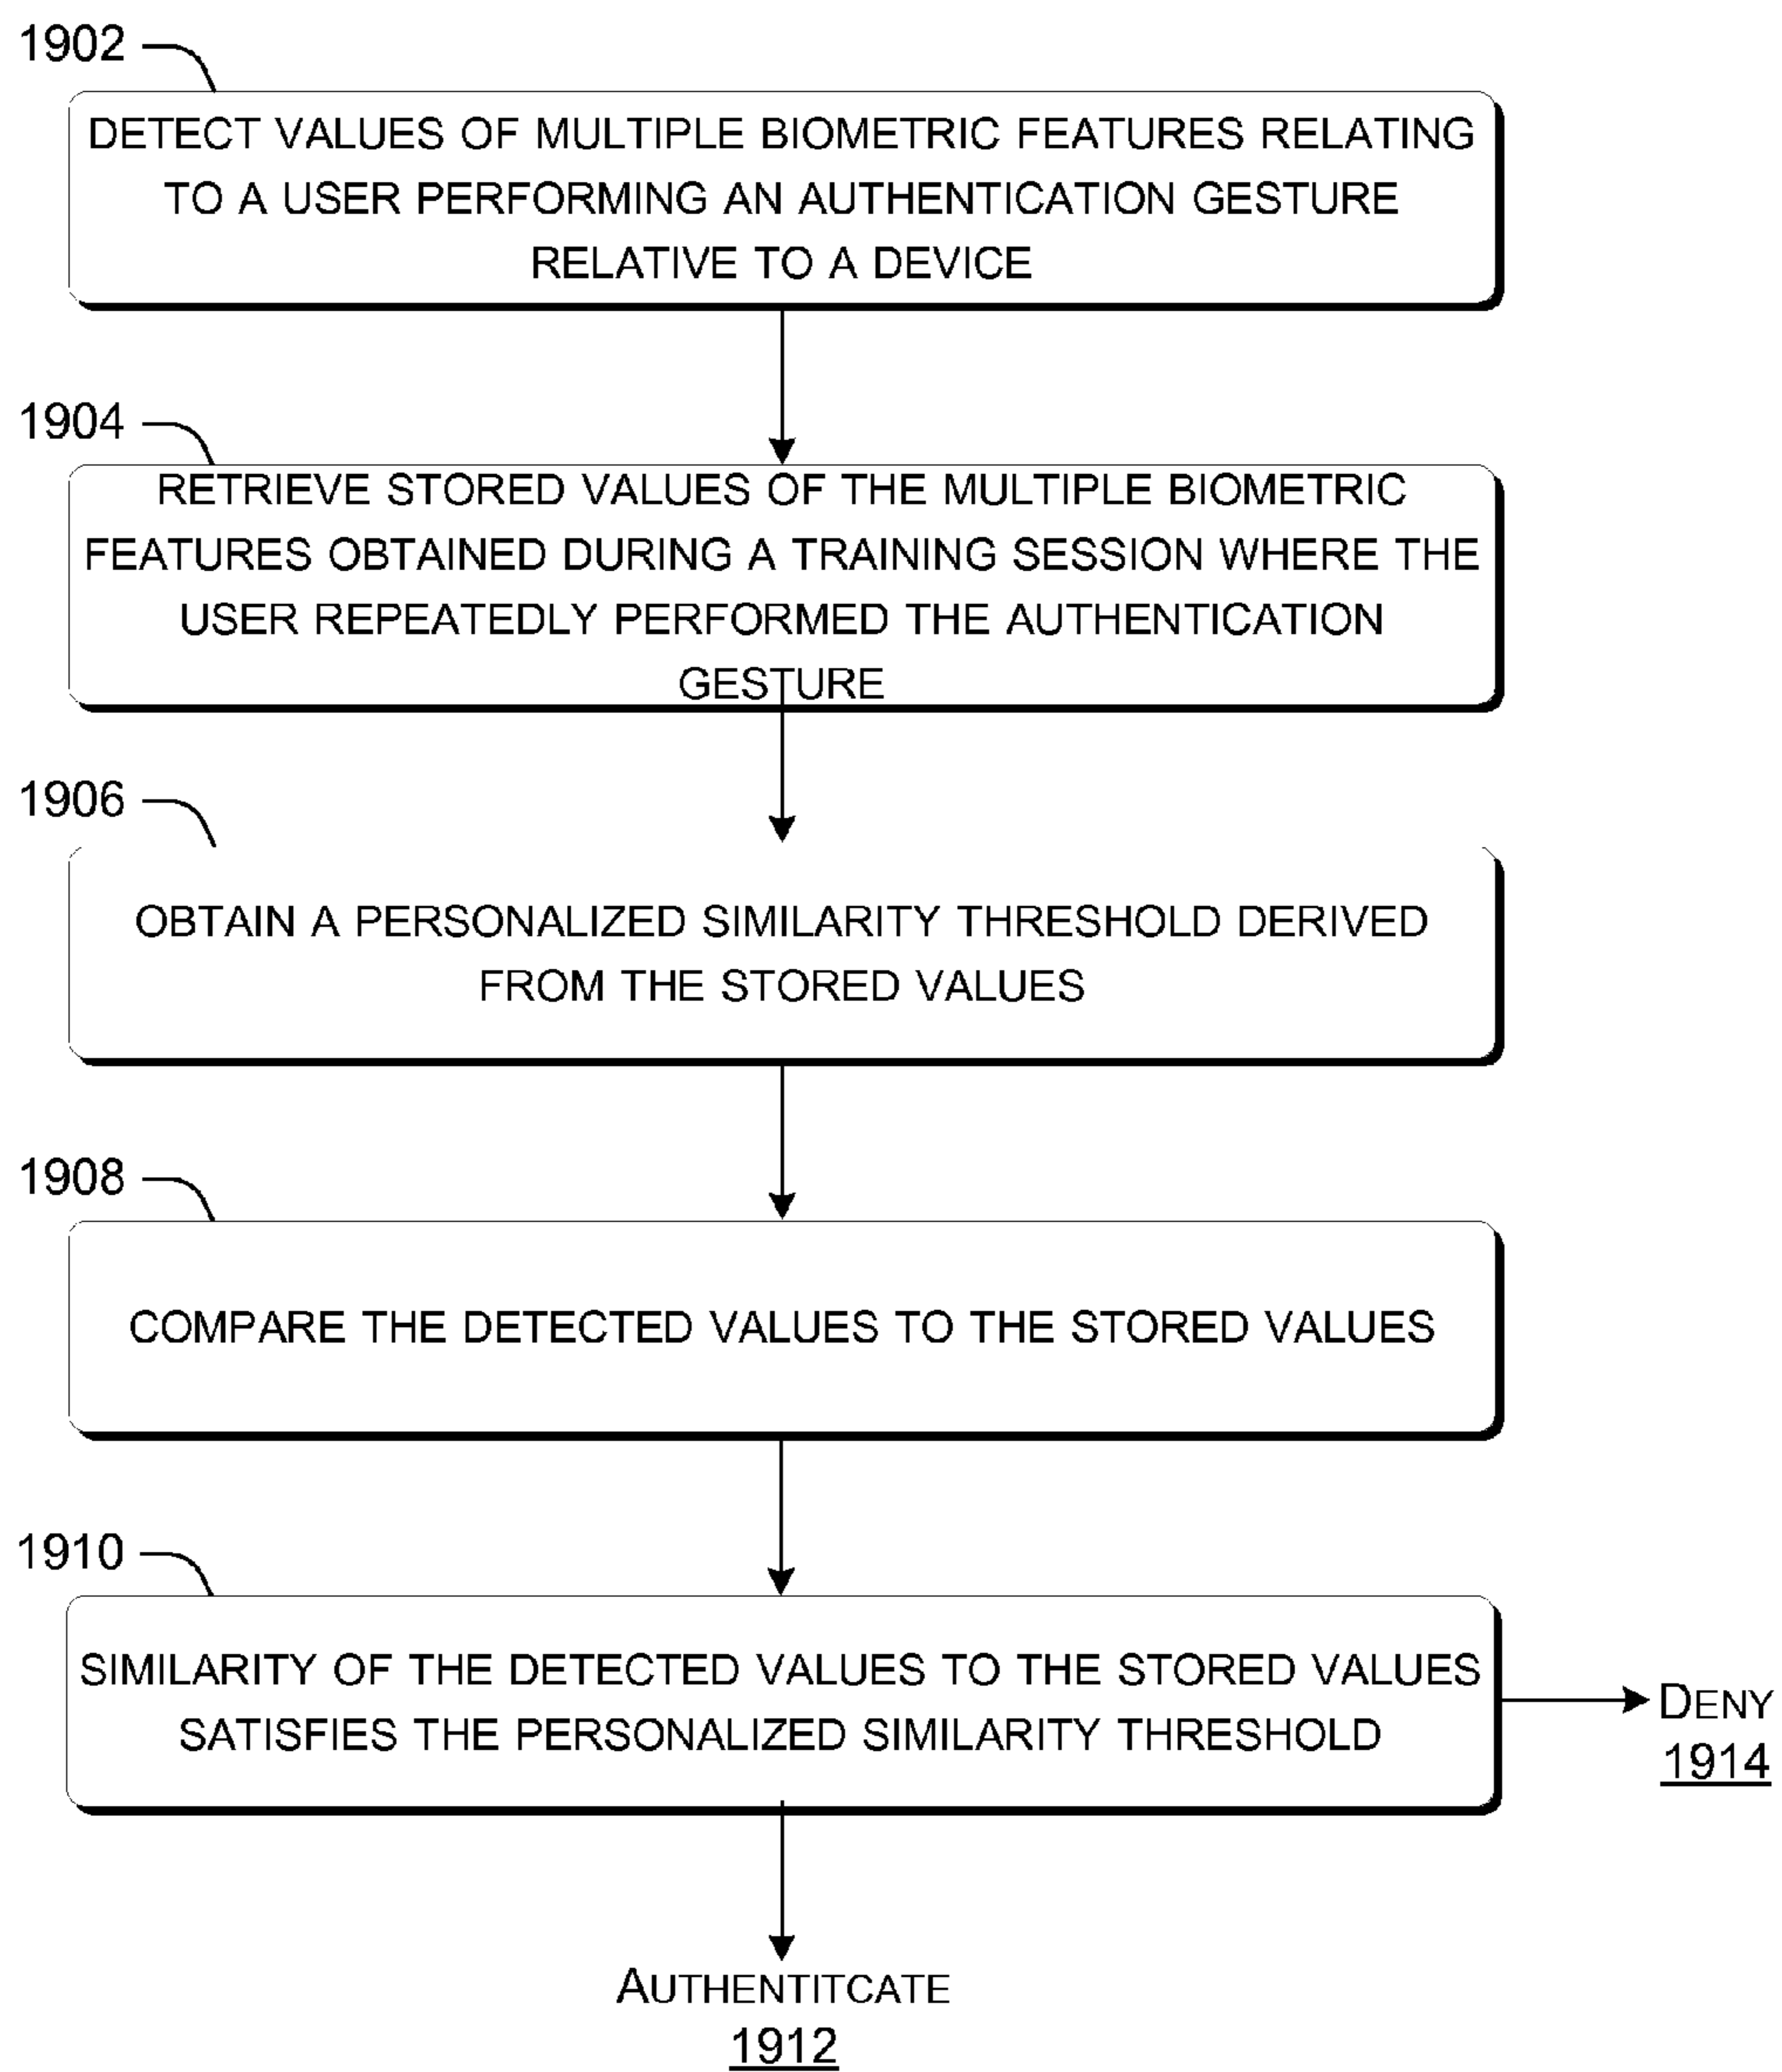 1902
DETECT VALUES OF MULTIPLE BIOMETRIC FEATURES RELATING
TO A USER PERFORMING AN AUTHENTICATION GESTURE
RELATIVE TO A DEVICE
1904
RETRIEVE STORED VALUES OF THE MULTIPLE BIOMETRIC
FEATURES OBTAINED DURING A TRAINING SESSION WHERE THE
USER REPEATEDLY PERFORMED THE AUTHENTICATION
GESTURE
1906
OBTAIN A PERSONALIZED SIMILARITY THRESHOLD DERIVED
FROM THE STORED VALUES
1908
COMPARE THE DETECTED VALUES TO THE STORED VALUES
1910
SIMILARITY OF THE DETECTED VALUES TO THE STORED VALUES
SATISFIES THE PERSONALIZED SIMILARITY THRESHOLD
DENY
1914
AUTHENTITCATE
1912